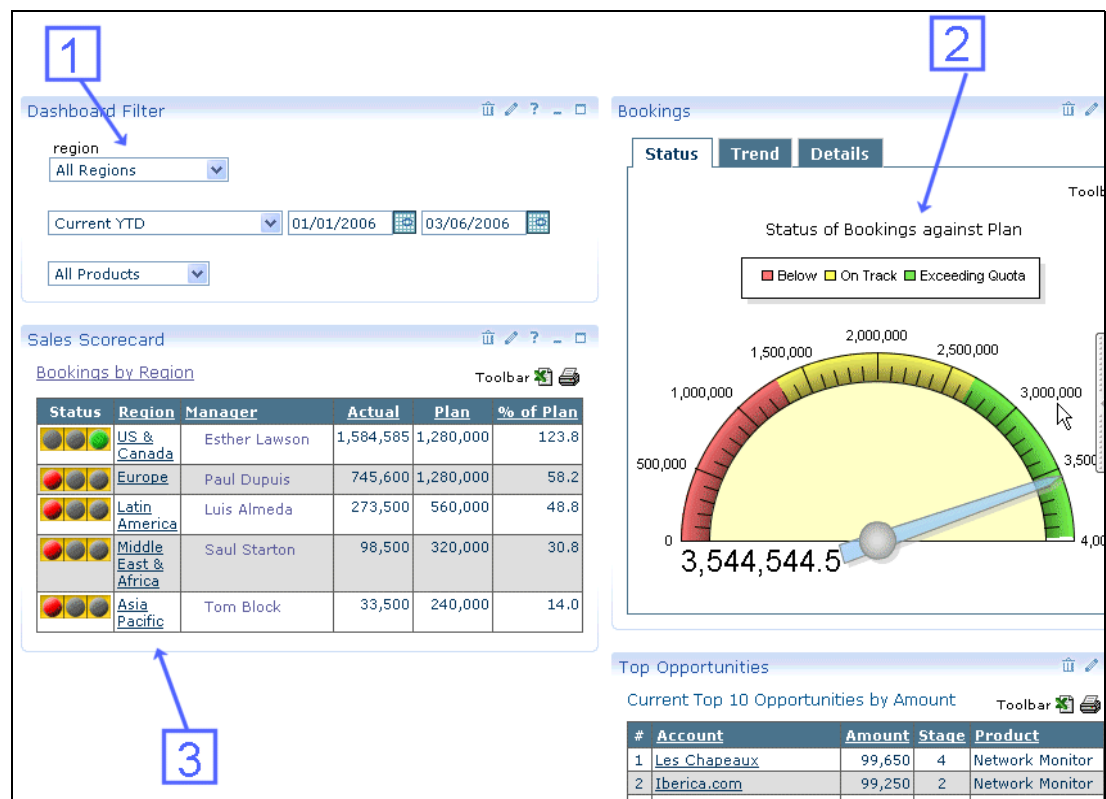 1
2
Dashboard Filter
?
region
All Regions
Current YTD 01/01/2006 03/06/2006
All Products
Sales Scorecard
?
Bookings by Region
Toolbar
Status Region Manager Actual Plan % of Plan
US & Canada Esther Lawson 1,584,585 1,280,000 123.8
Europe Paul Dupuis 745,600 1,280,000 58.2
Latin America Luis Almeda 273,500 560,000 48.8
Middle East & Africa Saul Starton 98,500 320,000 30.8
Asia Pacific Tom Block 33,500 240,000 14.0
3
Bookings
Status Trend Details
Toolb
Status of Bookings against Plan
Below On Track Exceeding Quota
0
500,000
1,000,000
1,500,000
2,000,000
2,500,000
3,000,000
3,500
4,00
3,544,544.5
Top Opportunities
Current Top 10 Opportunities by Amount
Toolbar
# Account Amount Stage Product
1 Les Chapeaux 99,650 4 Network Monitor
2 Iberica.com 99,250 2 Network Monitor